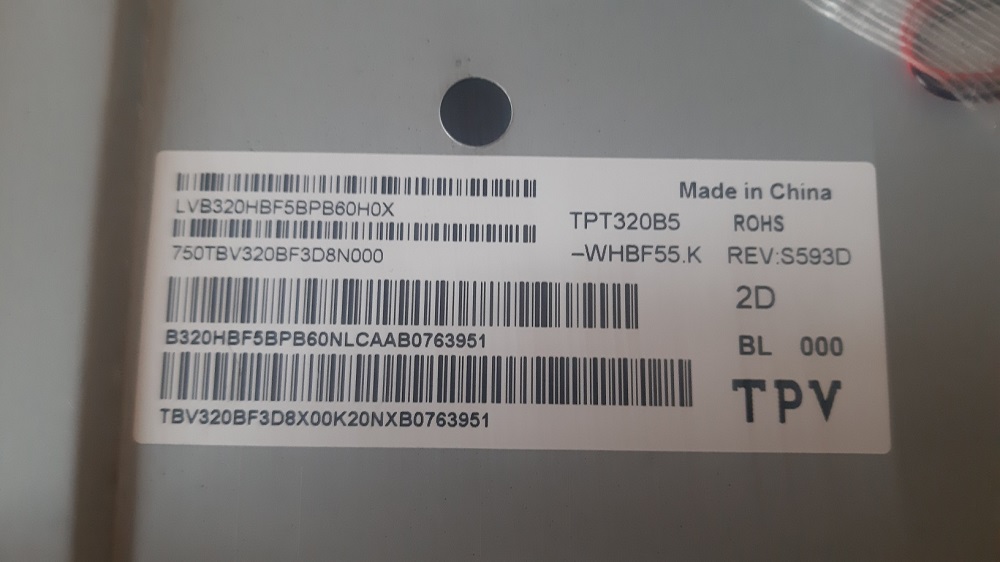 LVB320HBF5BPB60H0X
750TBV320BF3D8N000
B320HBF5BPB60NLCAAB0763951
TBV320BF3D8X00K20NXB0763951
Made in China
TPT320B5 ROHS
–WHBF55.K REV:S593D
2D
BL 000
TPV